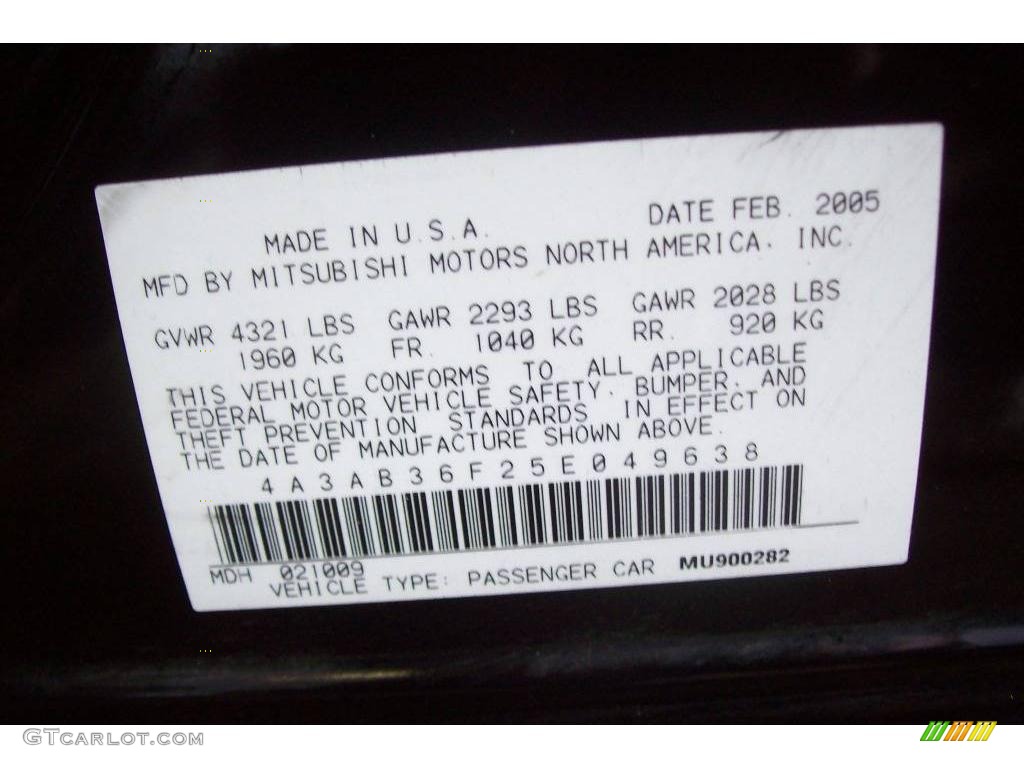 DATE FEB. 2005
MADE IN U.S.A.
MFD BY MITSUBISHI MOTORS NORTH AMERICA. INC.
GVWR 4321 LBS GAWR 2293 LBS GAWR 2028 LBS
1960 KG FR. 1040 KG RR. 920 KG
THIS VEHICLE CONFORMS TO ALL APPLICABLE
FEDERAL MOTOR VEHICLE SAFETY. BUMPER. AND
THEFT PREVENTION STANDARDS IN EFFECT ON
THE DATE OF MANUFACTURE SHOWN ABOVE.
4A3AB36F25E049638
MDH 021009
VEHICLE TYPE: PASSENGER CAR MU900282
GTCARLOT.COM